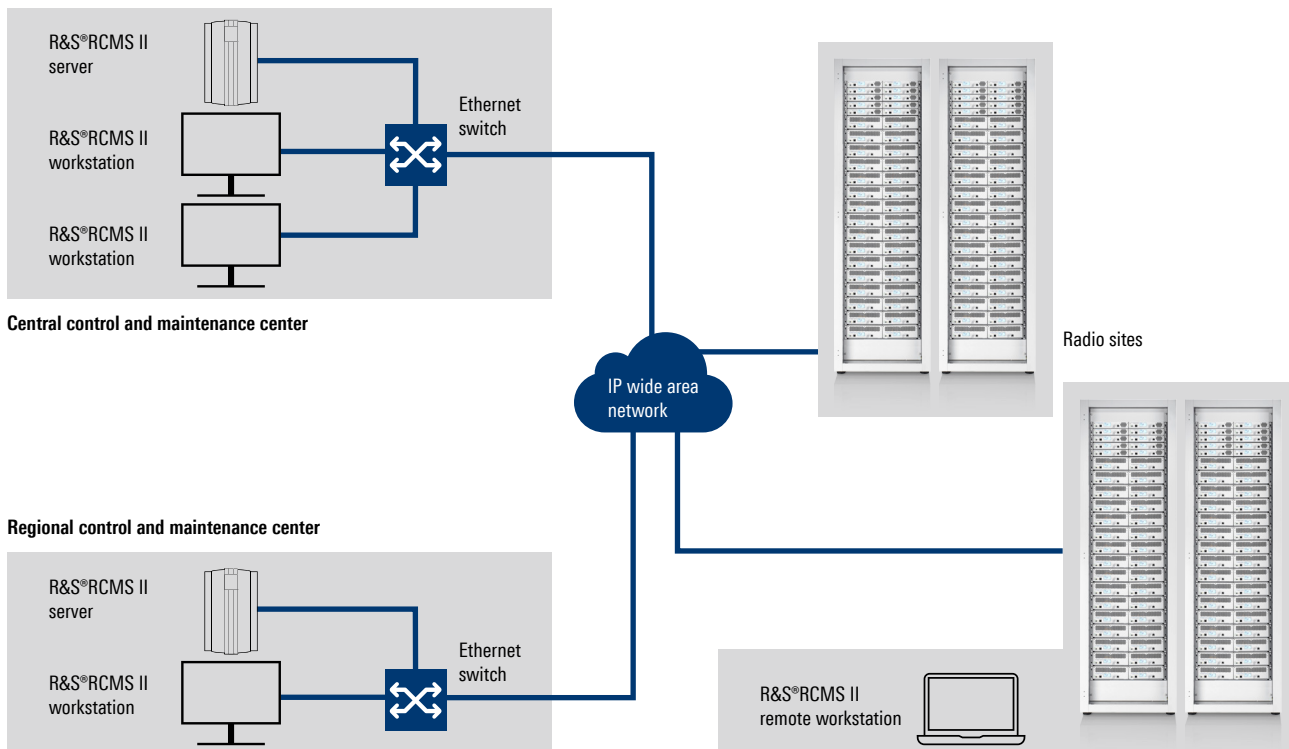 R&S®RCMS II
server
R&S®RCMS II
workstation
R&S®RCMS II
workstation
Ethernet
switch
Central control and maintenance center
Radio sites
IP wide area
network
Regional control and maintenance center
R&S®RCMS II
server
R&S®RCMS II
workstation
Ethernet
switch
R&S®RCMS II
remote workstation